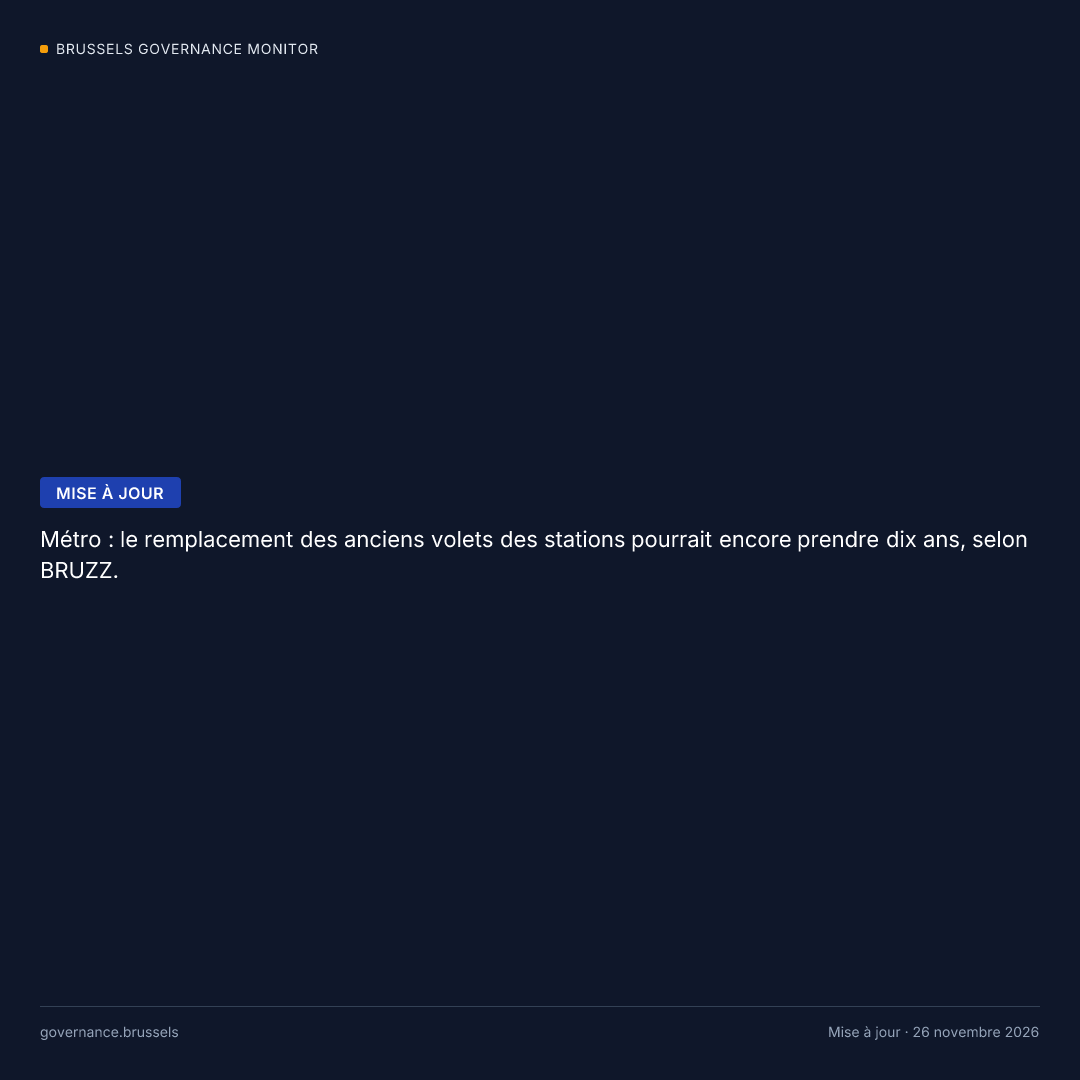 BRUSSELS GOVERNANCE MONITOR
MISE À JOUR
Métro : le remplacement des anciens volets des stations pourrait encore prendre dix ans, selon
BRUZZ.
governance.brussels
Mise à jour · 26 novembre 2026